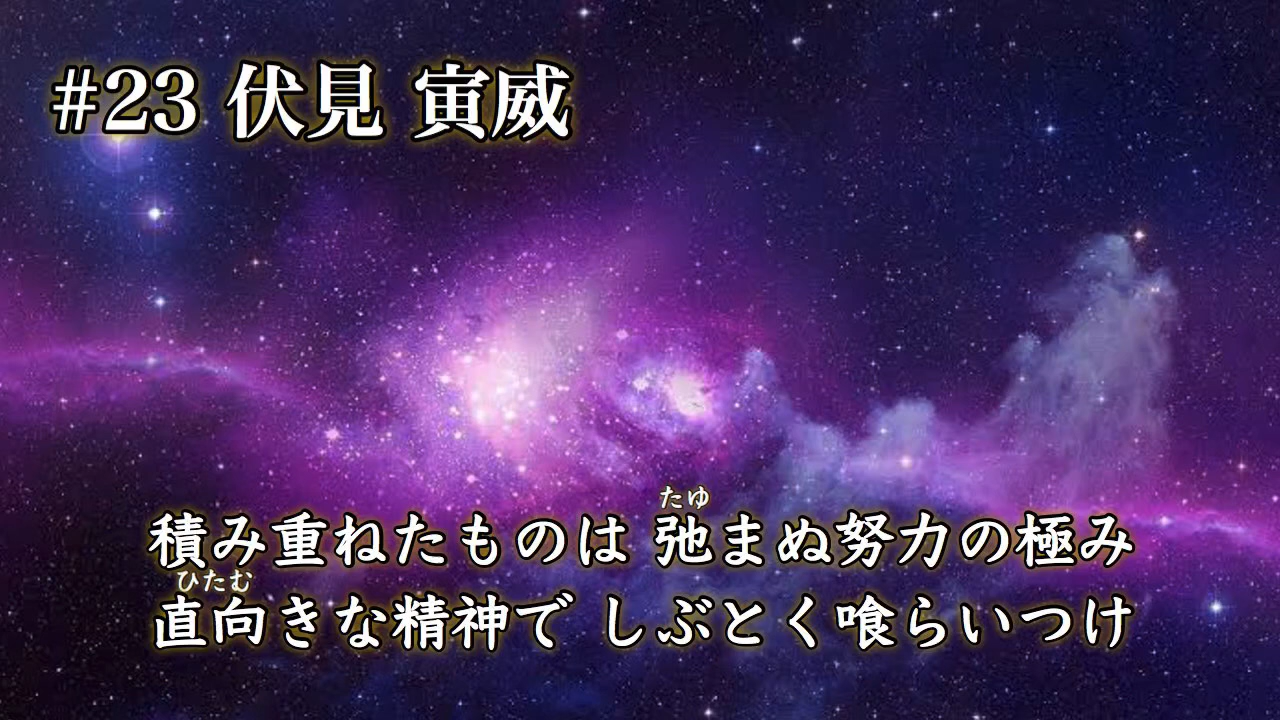 #23 伏見 寅威
たゆ
積み重ねたものは 弛まぬ努力の極み
ひたむ
直向きな精神で しぶとく喰らいつけ